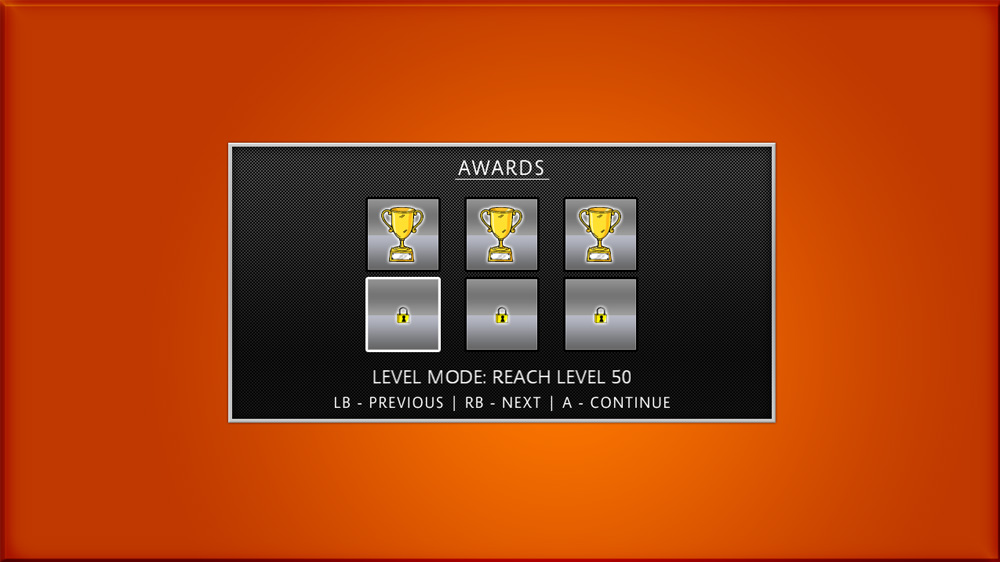 AWARDS
LEVEL MODE: REACH LEVEL 50
LB - PREVIOUS | RB - NEXT | A - CONTINUE